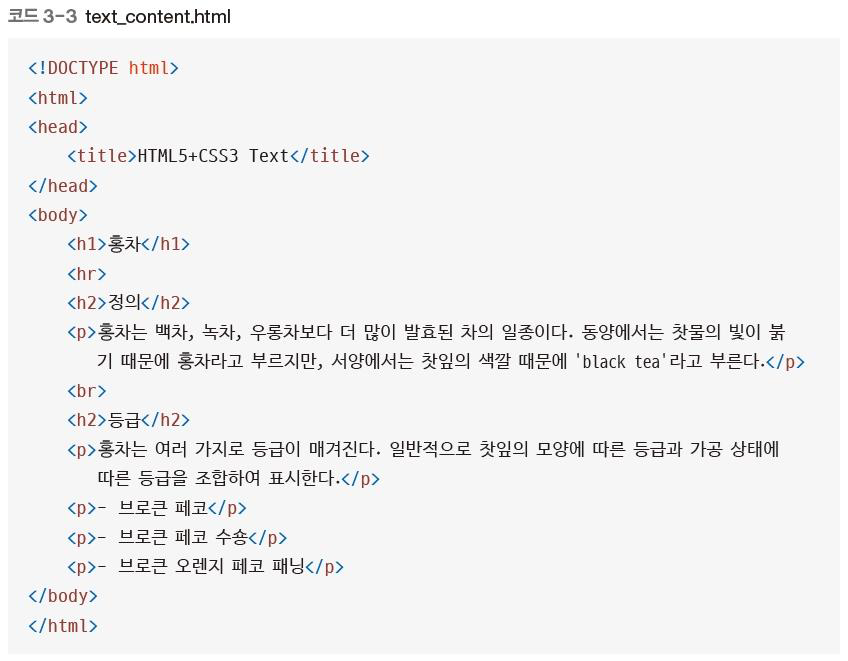 코드 3-3 text_content.html
<!DOCTYPE html>
<html>
<head>
<title>HTML5+CSS3 Text</title>
</head>
<body>
<h1>홍차</h1>
<hr>
<h2>정의</h2>
<p>홍차는 백차, 녹차, 우롱차보다 더 많이 발효된 차의 일종이다. 동양에서는 찻물의 빛이 붉
기 때문에 홍차라고 부르지만, 서양에서는 찻잎의 색깔 때문에 'black tea'라고 부른다.</p>
<br>
<h2>등급</h2>
<p>홍차는 여러 가지로 등급이 매겨진다. 일반적으로 찻잎의 모양에 따른 등급과 가공 상태에
따른 등급을 조합하여 표시한다.</p>
<p>- 브로큰 페코</p>
<p>- 브로큰 페코 수숑</p>
<p>- 브로큰 오렌지 페코 패닝</p>
</body>
</html>